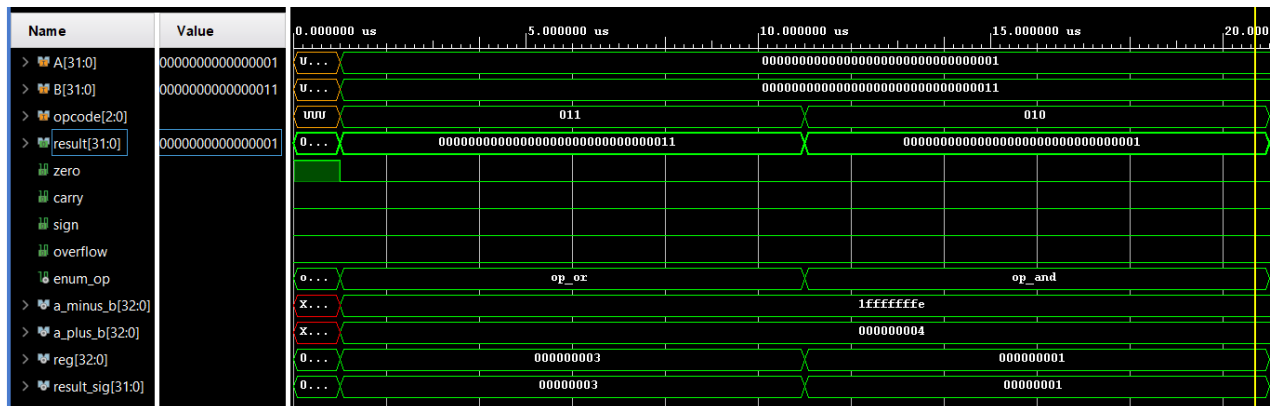 Name Value 0.000000 us 5.000000 us 10.000000 us 15.000000 us 20.000
A[31:0] 0000000000000001 U... 00000000000000000000000000000001
B[31:0] 0000000000000011 U... 00000000000000000000000000000011
opcode[2:0] UUU 011 010
result[31:0] 0000000000000001 0... 00000000000000000000000000000011 00000000000000000000000000000001
zero
carry
sign
overflow
enum_op o... op_or op_and
a_minus_b[32:0] X... 1fffffffe
a_plus_b[32:0] X... 000000004
reg[32:0] 0... 000000003 000000001
result_sig[31:0] 0... 00000003 00000001